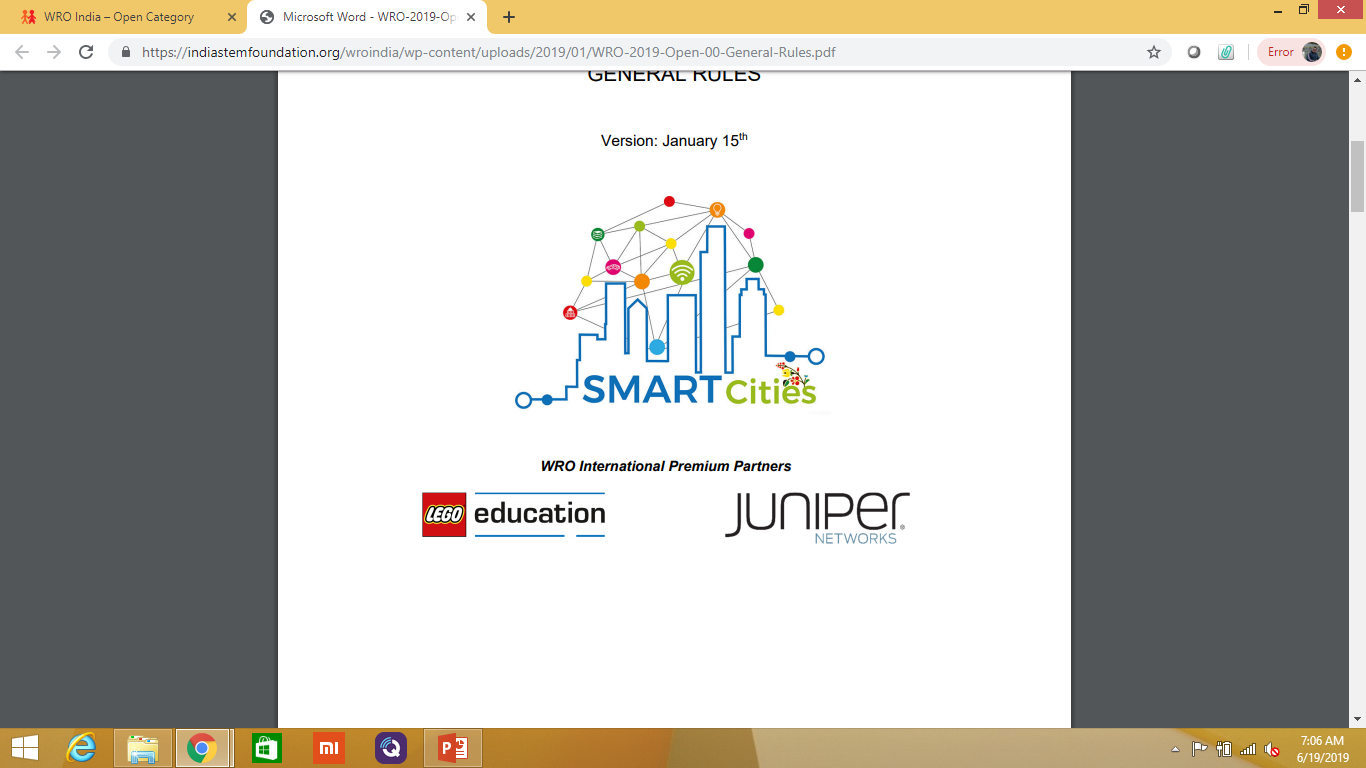 WRO India – Open Category
Microsoft Word - WRO-2019-Op
https://indiastemfoundation.org/wroindia/wp-content/uploads/2019/01/WRO-2019-Open-00-General-Rules.pdf
Error
GENERAL RULES
Version: January 15th
SMART Cities
WRO International Premium Partners
LEGO education
JUNIPER
NETWORKS
mi
Q
P
7:06 AM
6/19/2019